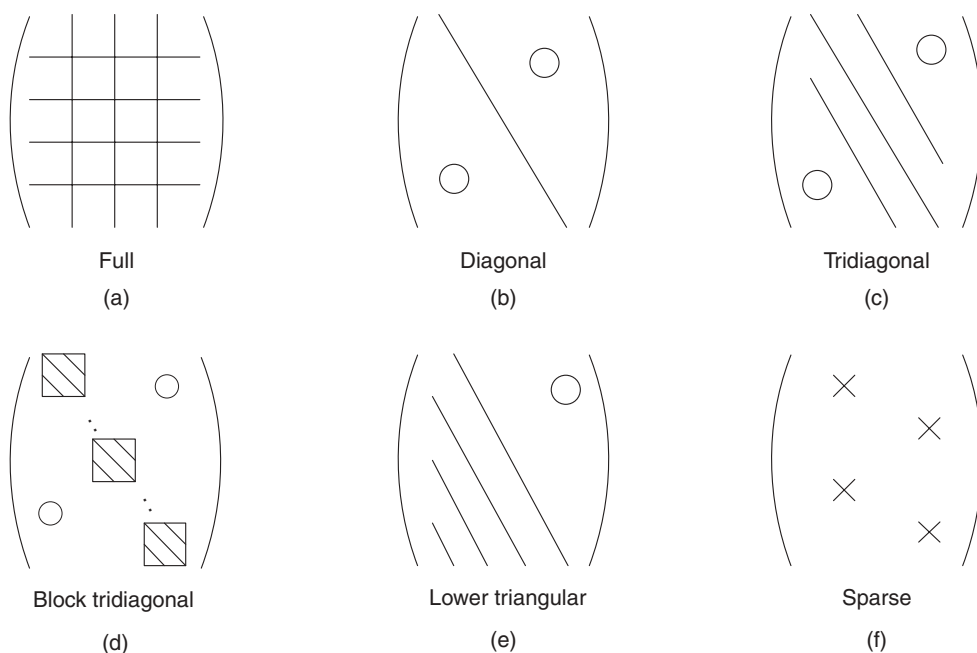 Full
(a)
Diagonal
(b)
Tridiagonal
(c)
Block tridiagonal
(d)
Lower triangular
(e)
Sparse
(f)